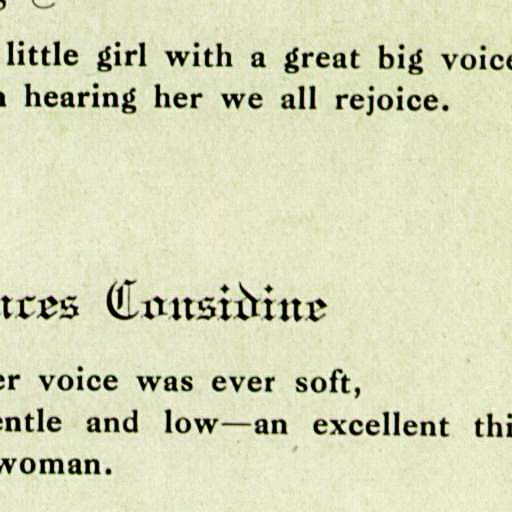 little girl with a great big voice
hearing her we all rejoice.
nces Considine
er voice was ever soft,
entle and low—an excellent thi
woman.